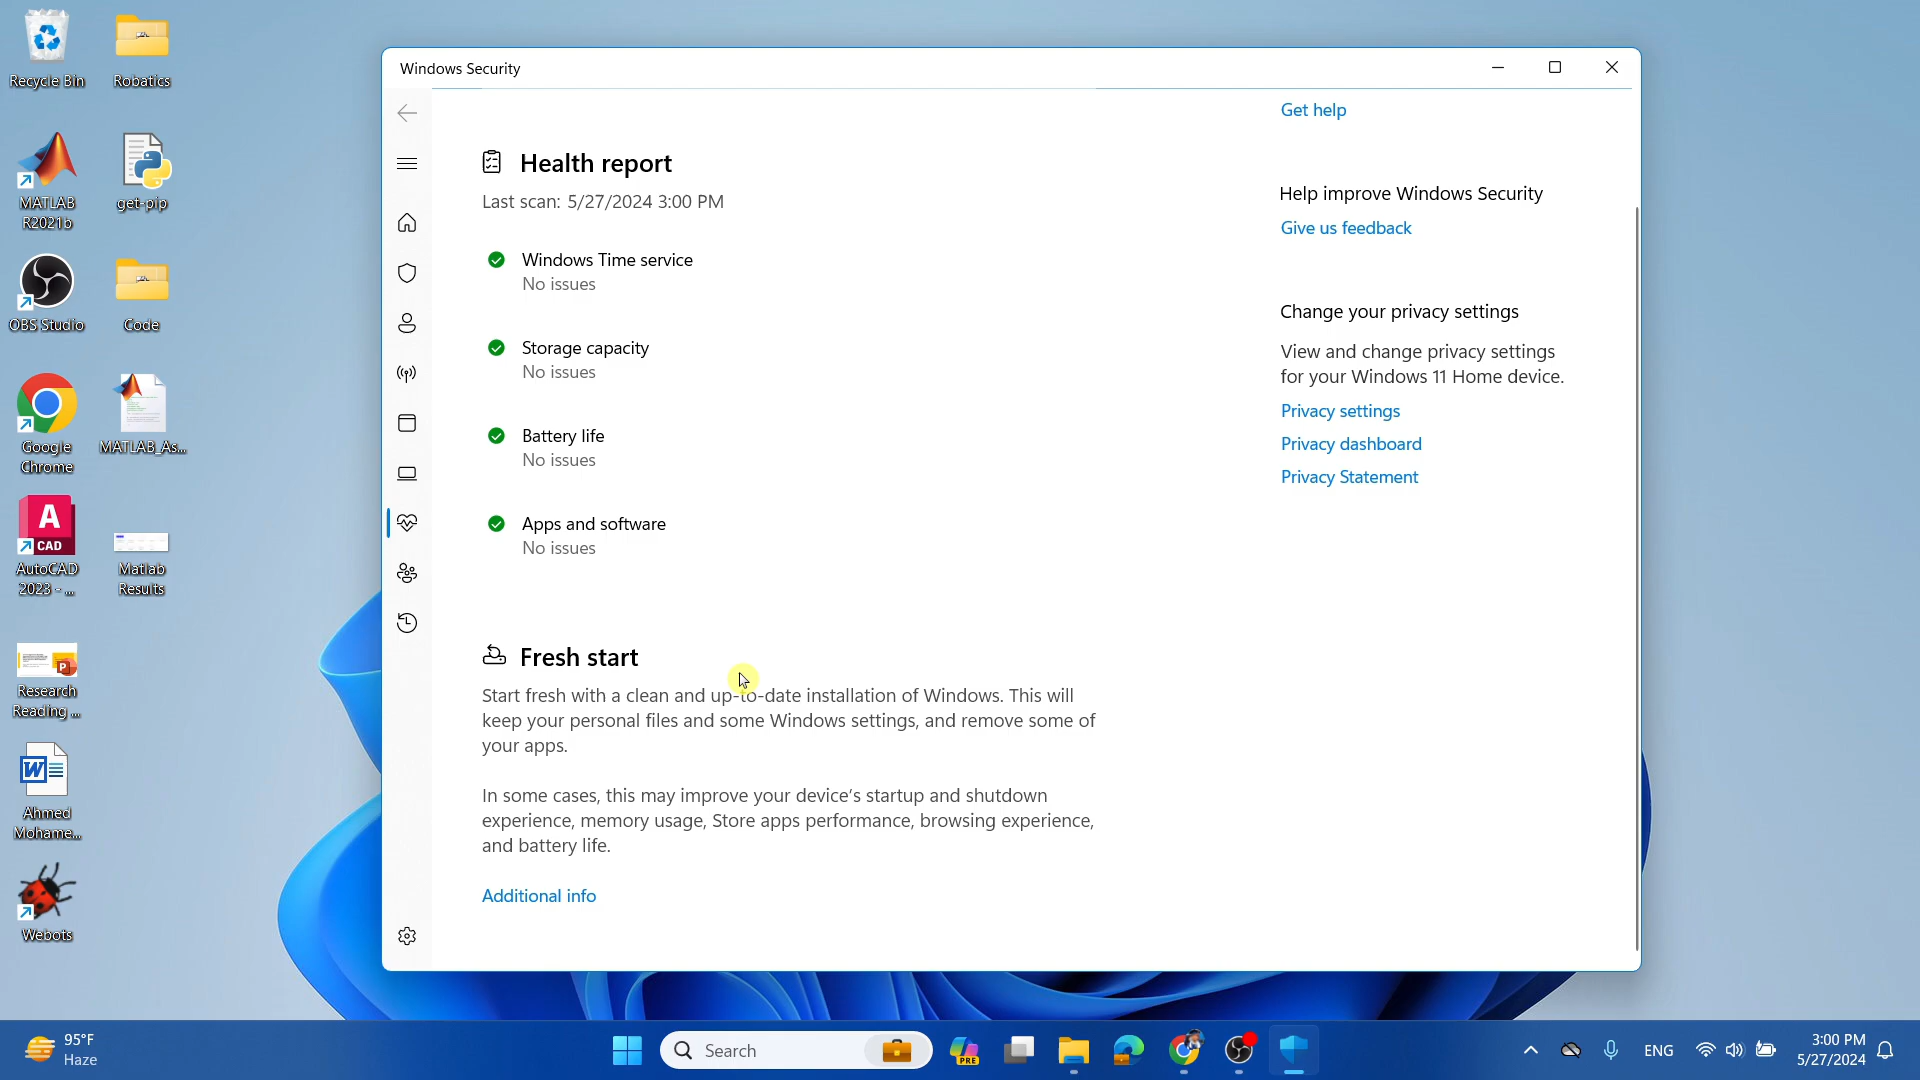 Recycle Bin
Robatics
MATLAB
R2021b
get-pip
OBS Studio
Code
Google
Chrome
MATLAB_As...
A
CAD
AutoCAD
2023 - ...
Matlab
Results
Research
Reading ...
Ahmed
Mohame...
Webots
Windows Security
Health report
Last scan: 5/27/2024 3:00 PM
Windows Time service
No issues
Storage capacity
No issues
Battery life
No issues
Apps and software
No issues
Fresh start
Start fresh with a clean and up-to-date installation of Windows. This will
keep your personal files and some Windows settings, and remove some of
your apps.
In some cases, this may improve your device's startup and shutdown
experience, memory usage, Store apps performance, browsing experience,
and battery life.
Additional info
Get help
Help improve Windows Security
Give us feedback
Change your privacy settings
View and change privacy settings
for your Windows 11 Home device.
Privacy settings
Privacy dashboard
Privacy Statement
95°F
Haze
Search
PRE
ENG
3:00 PM
5/27/2024